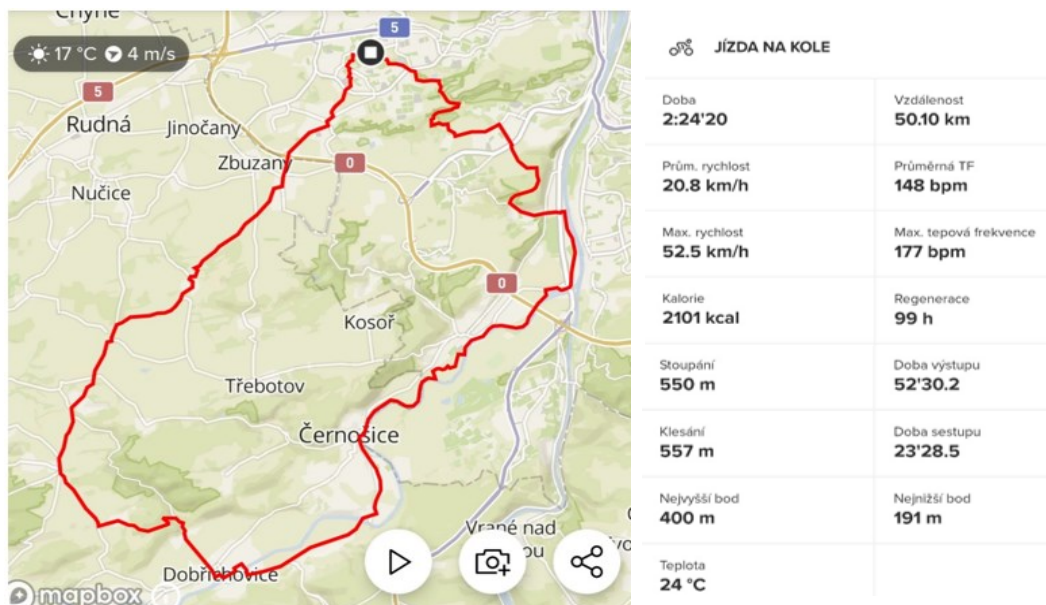 Chýně
5
17 °C 4 m/s
5
Rudná
Jinočany
Zbuzany
0
Nučice
0
Kosoř
Třebotov
Černošice
Vrané nad
ou
Dobřichovice
mapbox
JÍZDA NA KOLE
Doba
2:24'20
Vzdálenost
50.10 km
Prům. rychlost
20.8 km/h
Průměrná TF
148 bpm
Max. rychlost
52.5 km/h
Max. tepová frekvence
177 bpm
Kalorie
2101 kcal
Regenerace
99 h
Stoupání
550 m
Doba výstupu
52'30.2
Klesání
557 m
Doba sestupu
23'28.5
Nejvyšší bod
400 m
Nejnižší bod
191 m
Teplota
24 °C